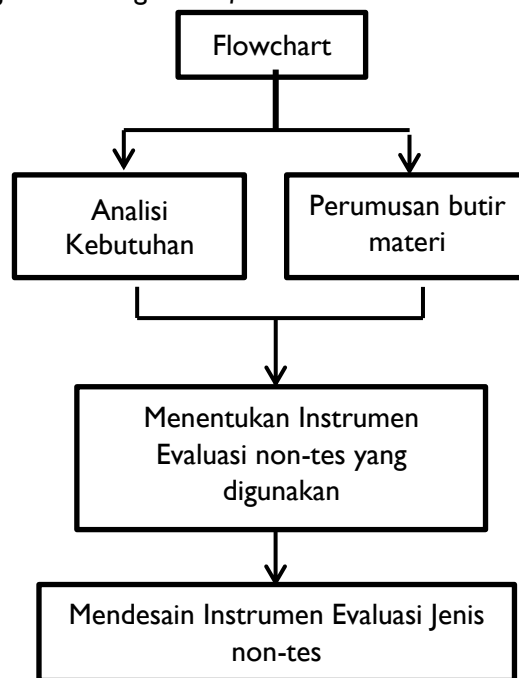 Flowchart
Analisi
Kebutuhan
Perumusan butir
materi
Menentukan Instrumen
Evaluasi non-tes yang
digunakan
Mendesain Instrumen Evaluasi Jenis
non-tes